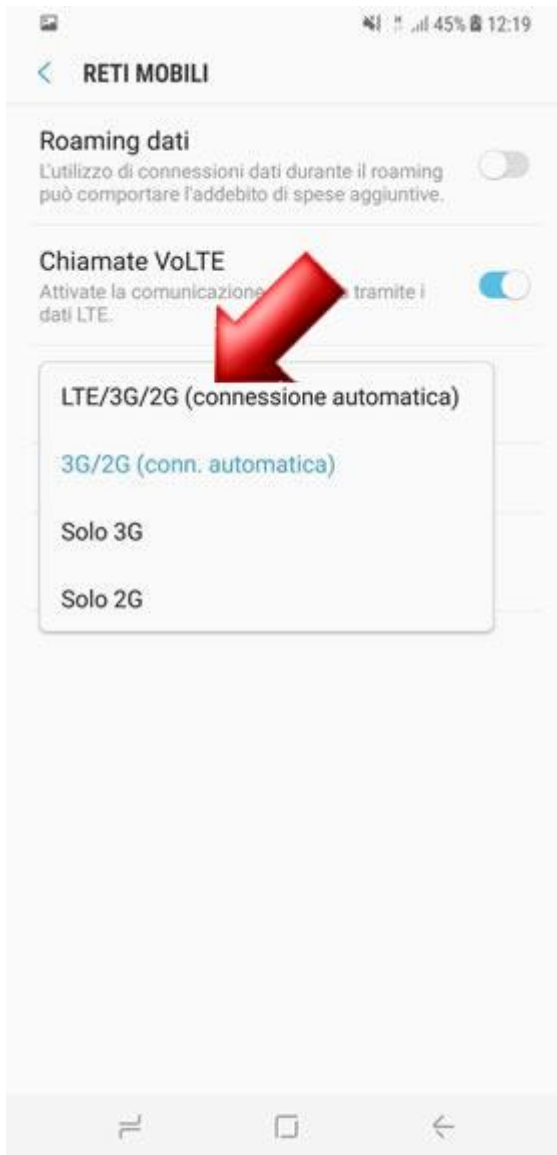 45% 12:19
RETI MOBILI
Roaming dati
L'utilizzo di connessioni dati durante il roaming
può comportare l'addebito di spese aggiuntive.
Chiamate VoLTE
Attivate la comunicazione tramite i
dati LTE.
LTE/3G/2G (connessione automatica)
3G/2G (conn. automatica)
Solo 3G
Solo 2G